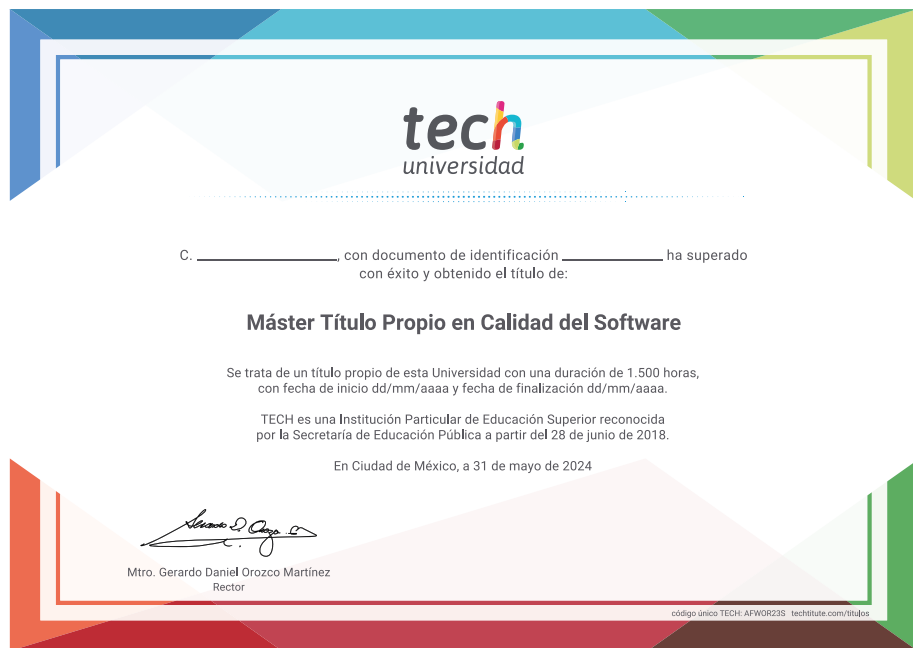 tech
universidad
C. ____________________, con documento de identificación ______________ ha superado
con éxito y obtenido el título de:
Máster Título Propio en Calidad del Software
Se trata de un título propio de esta Universidad con una duración de 1.500 horas,
con fecha de inicio dd/mm/aaaa y fecha de finalización dd/mm/aaaa.
TECH es una Institución Particular de Educación Superior reconocida
por la Secretaría de Educación Pública a partir del 28 de junio de 2018.
En Ciudad de México, a 31 de mayo de 2024
Mtro. Gerardo Daniel Orozco Martínez
Rector
código único TECH: AFWOR23S techtitute.com/titulos